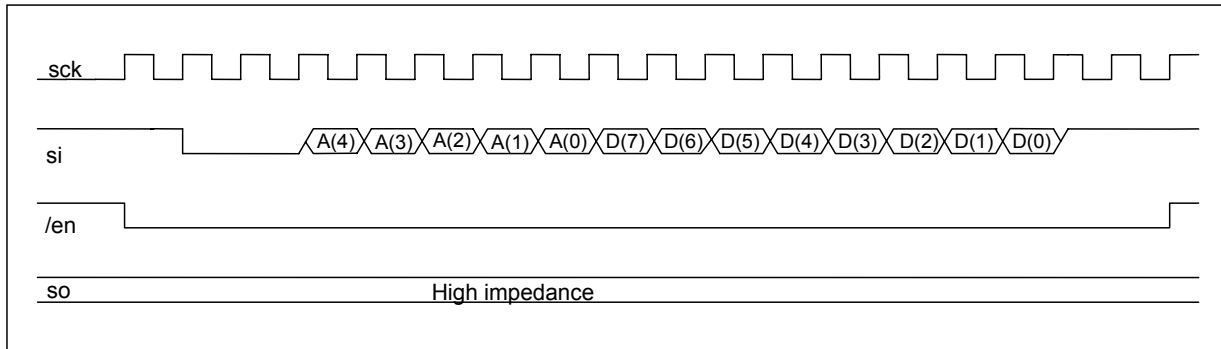 sck
si A(4) A(3) A(2) A(1) A(0) D(7) D(6) D(5) D(4) D(3) D(2) D(1) D(0)
/en
so High impedance